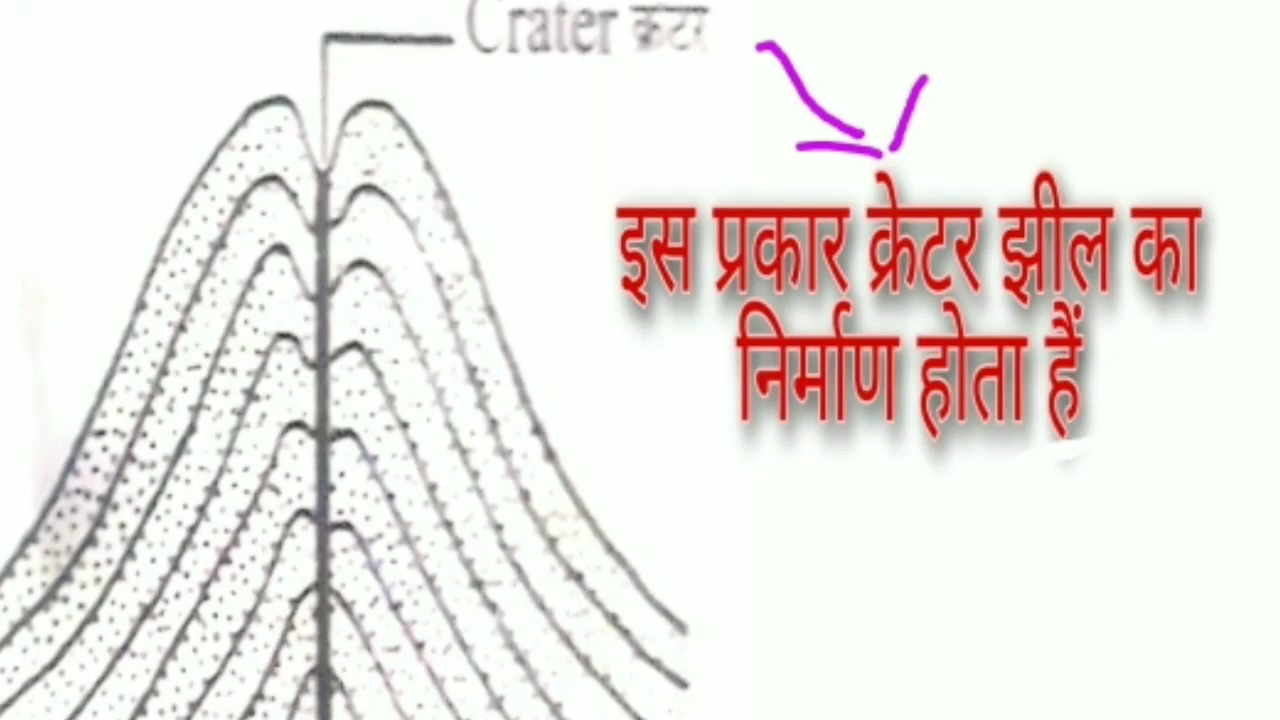 Crater क्रेटर
इस प्रकार क्रेटर झील का
निर्माण होता हैं